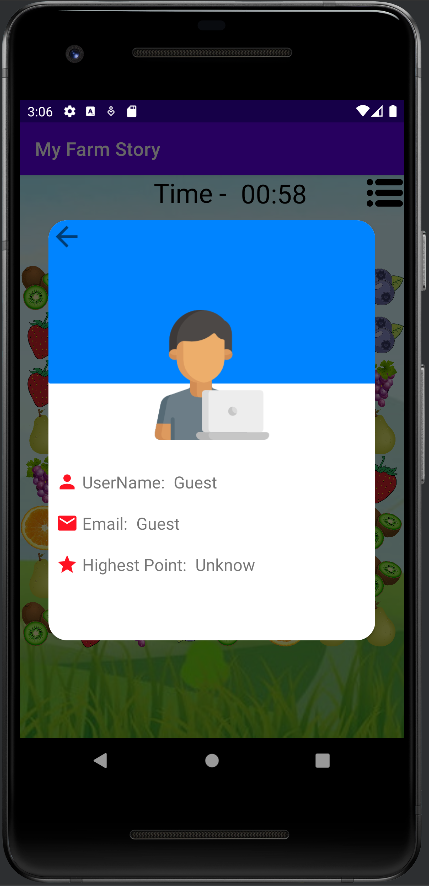 3:06
My Farm Story
Time - 00:58
UserName: Guest
Email: Guest
Highest Point: Unknow